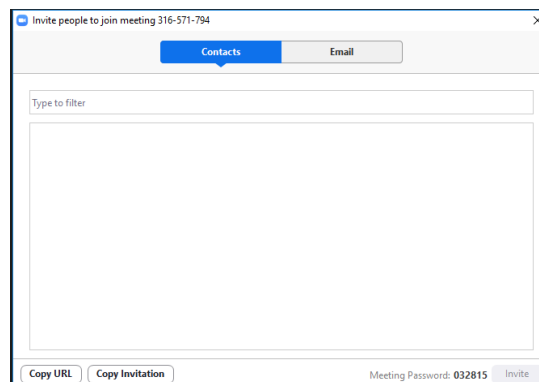 Invite people to join meeting 316-571-794
Contacts Email
Type to filter
Copy URL Copy Invitation Meeting Password: 032815 Invite